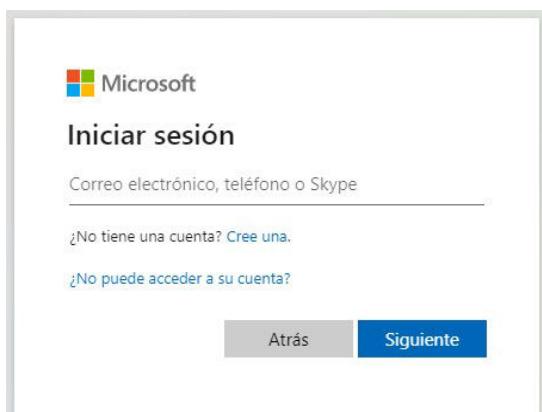 Microsoft
Iniciar sesión
Correo electrónico, teléfono o Skype
¿No tiene una cuenta? Cree una.
¿No puede acceder a su cuenta?
Atrás Siguiente